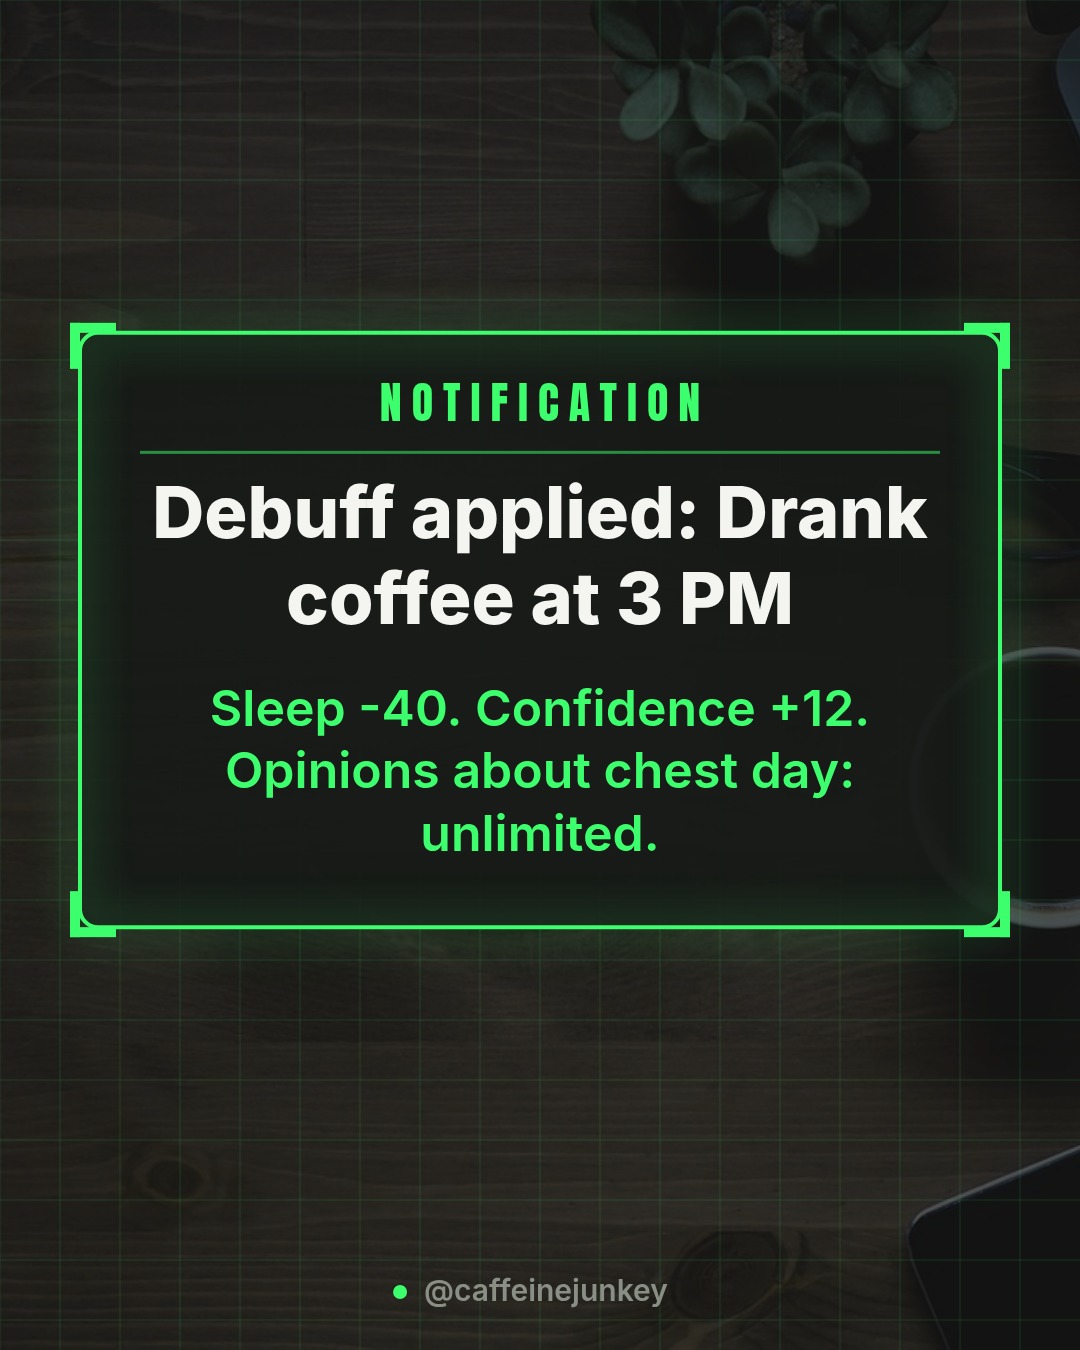 NOTIFICATION
Debuff applied: Drank
coffee at 3 PM
Sleep -40. Confidence +12.
Opinions about chest day:
unlimited.
@caffeinejunkey